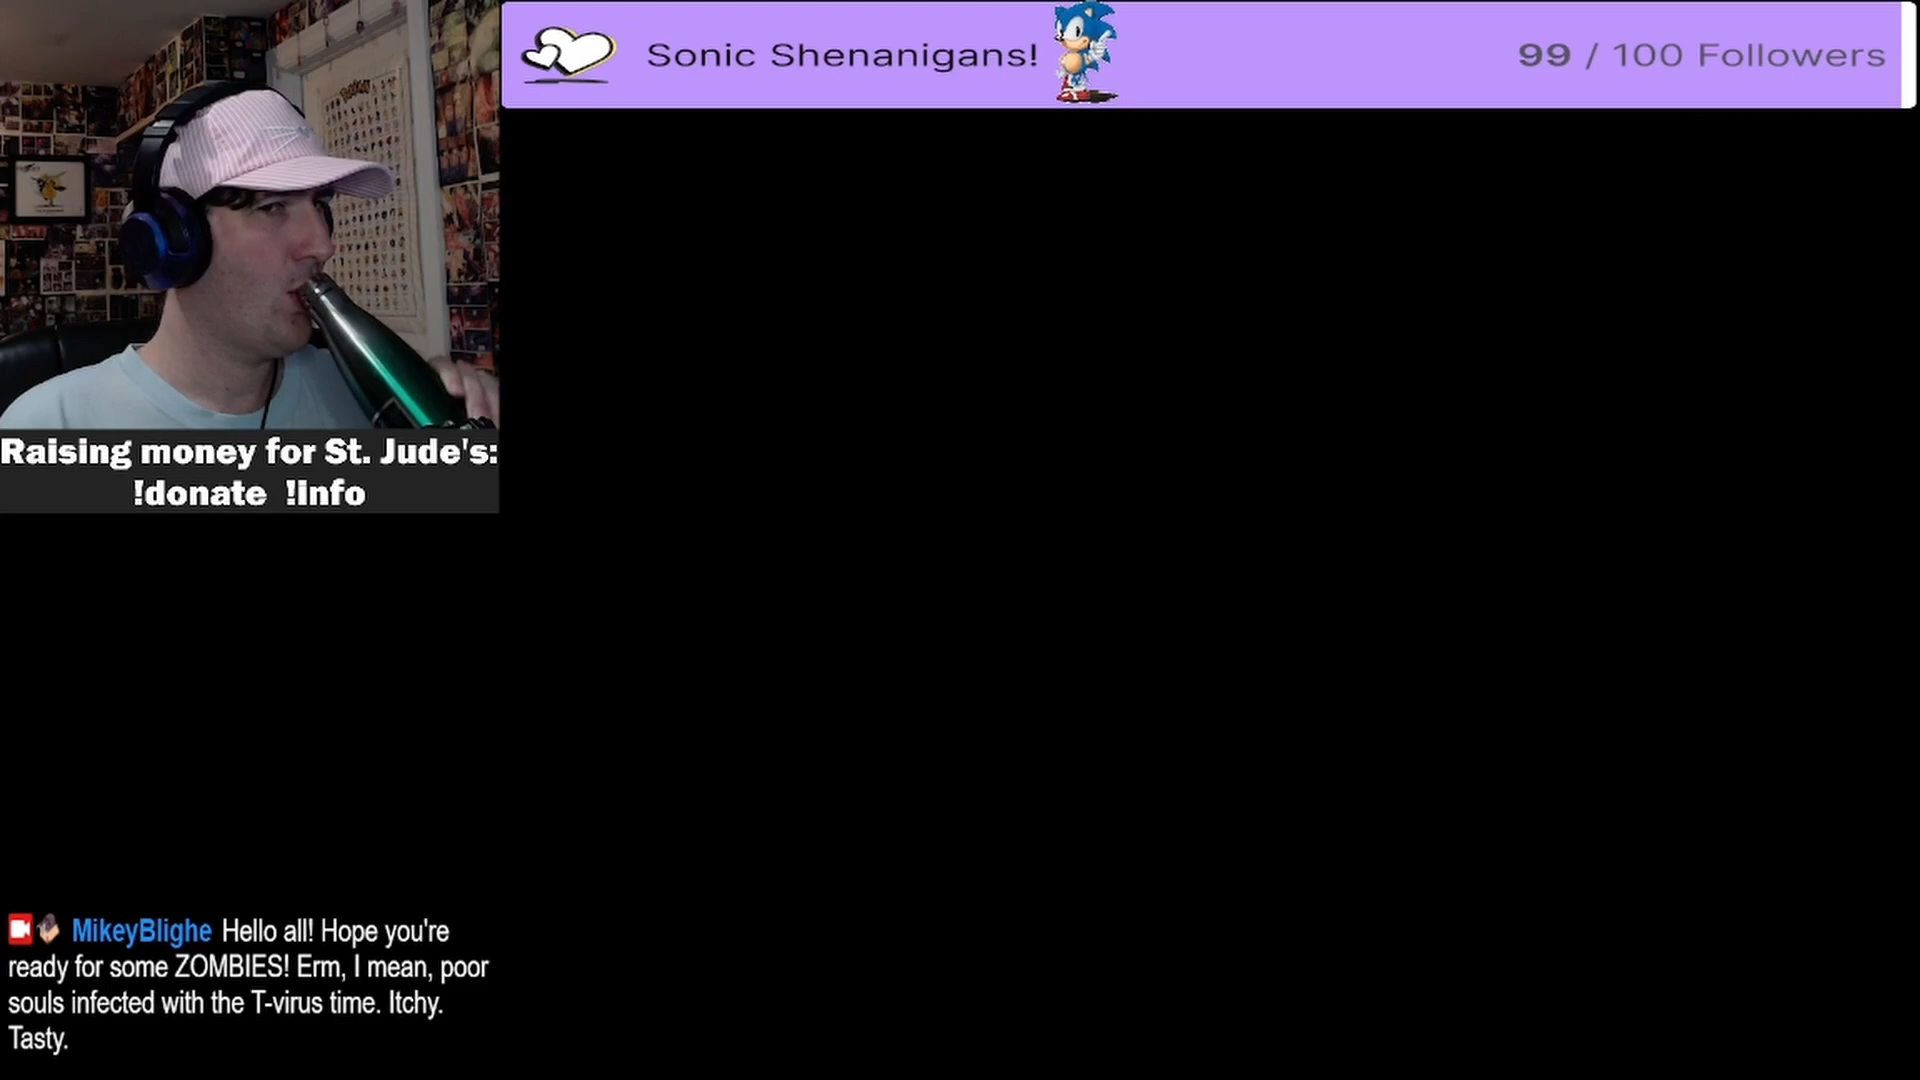 Sonic Shenanigans!
99 / 100 Followers
Raising money for St. Jude's:
!donate !info
MikeyBlighe Hello all! Hope you're
ready for some ZOMBIES! Erm, I mean, poor
souls infected with the T-virus time. Itchy.
Tasty.